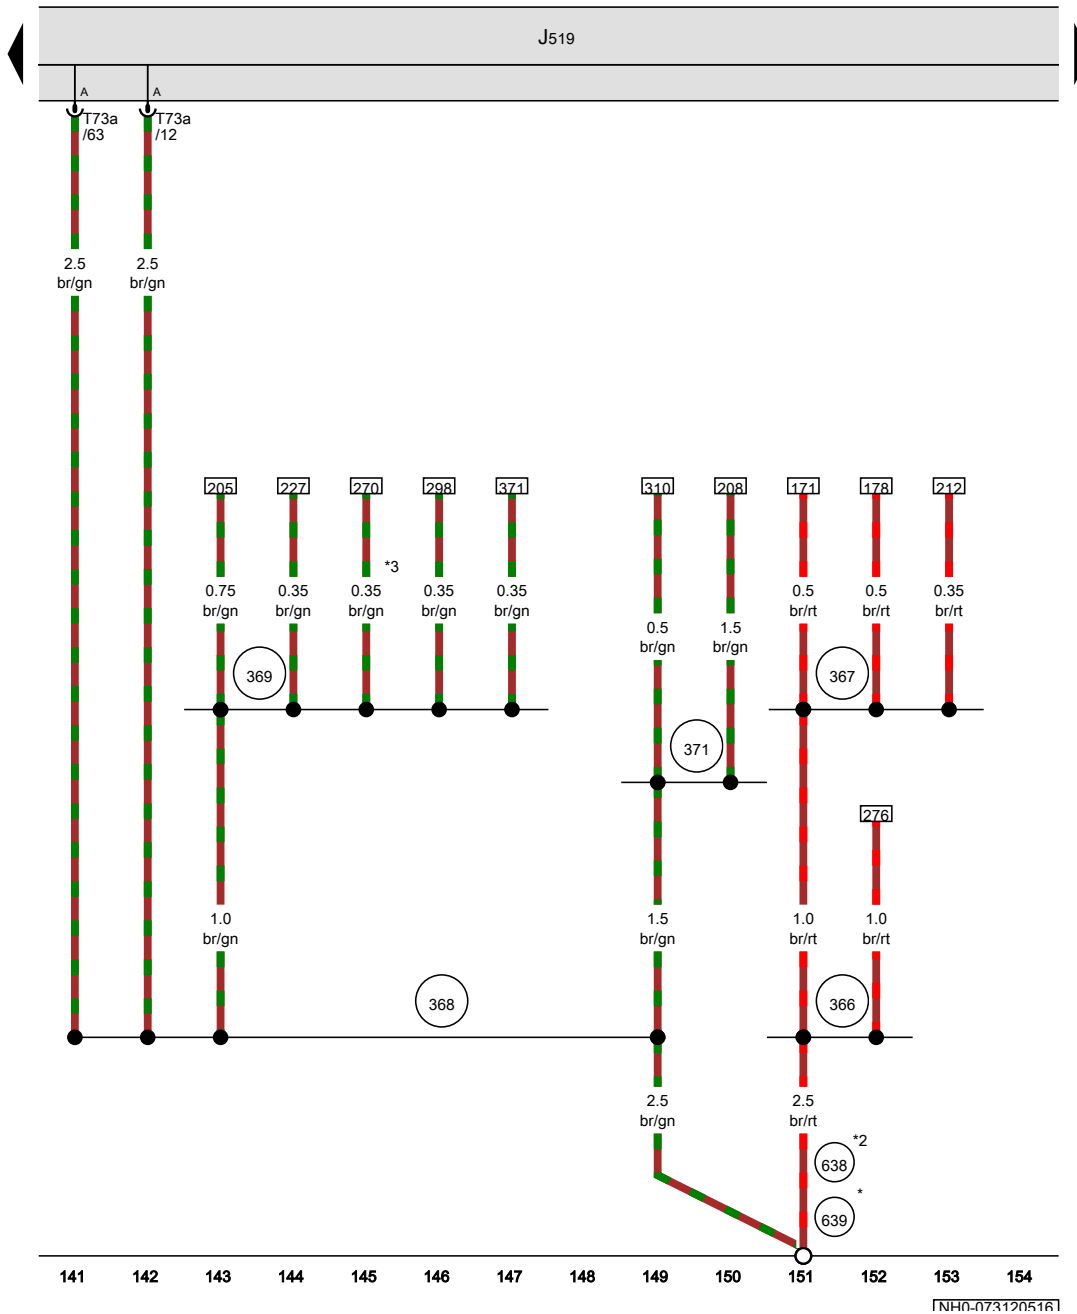 J519
A A
T73a T73a
/63 /12
2.5 2.5
br/gn br/gn
205 227 270 298 371 310 208 171 178 212
*3
0.75 0.35 0.35 0.35 0.35 0.5 0.5 0.35
br/gn br/gn br/gn br/gn br/gn br/rt br/rt br/rt
0.5 1.5
br/gn br/gn
369 367
371
276
1.0 1.5 1.0 1.0
br/gn br/gn br/rt br/rt
368 366
2.5 2.5
br/gn br/rt
*2
638
*
639
141 142 143 144 145 146 147 148 149 150 151 152 153 154
NH0-073120516